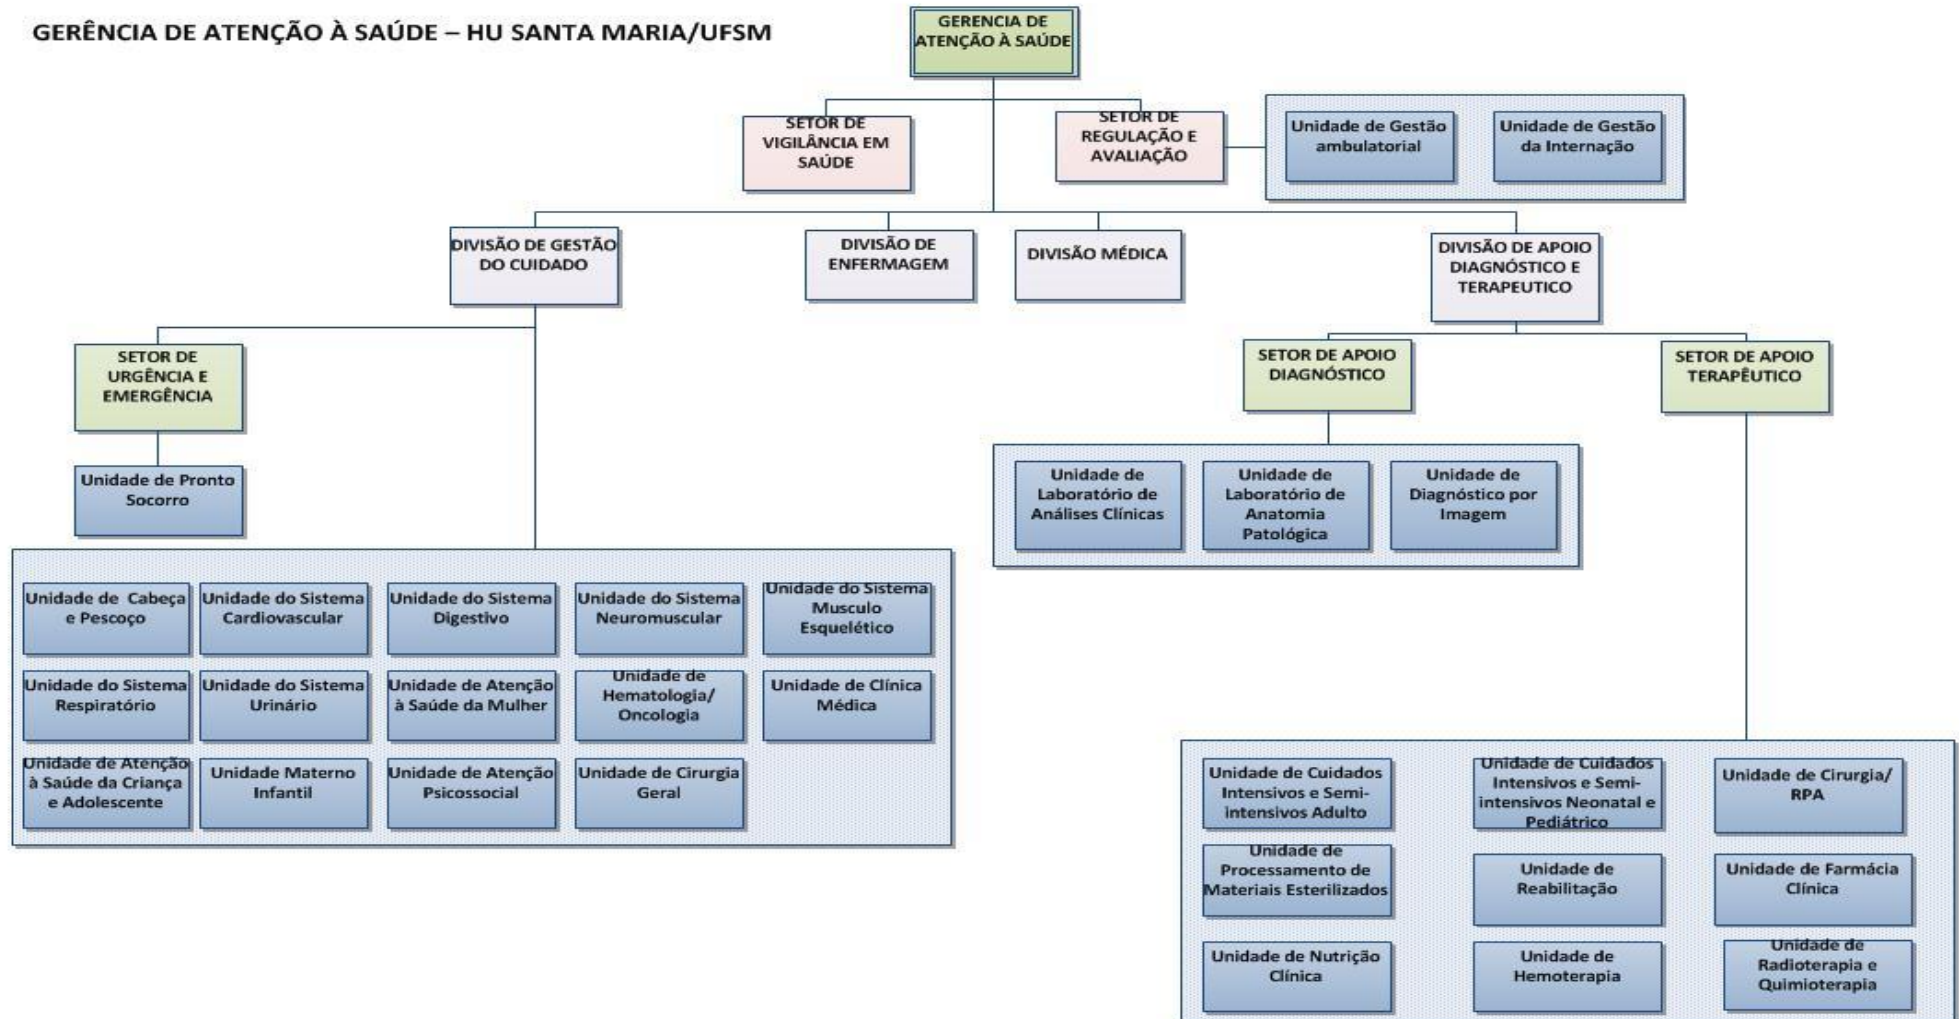 GERÊNCIA DE ATENÇÃO À SAÚDE – HU SANTA MARIA/UFSM
GERENCIA DE
ATENÇÃO À SAÚDE
SETOR DE
VIGILÂNCIA EM
SAÚDE
SETOR DE
REGULAÇÃO E
AVALIAÇÃO
Unidade de Gestão
ambulatorial
Unidade de Gestão
da Internação
DIVISÃO DE GESTÃO
DO CUIDADO
DIVISÃO DE
ENFERMAGEM
DIVISÃO MÉDICA
DIVISÃO DE APOIO
DIAGNÓSTICO E
TERAPEUTICO
SETOR DE
URGÊNCIA E
EMERGÊNCIA
SETOR DE APOIO
DIAGNÓSTICO
SETOR DE APOIO
TERAPÊUTICO
Unidade de Pronto
Socorro
Unidade de
Laboratório de
Análises Clínicas
Unidade de
Laboratório de
Anatomia
Patológica
Unidade de
Diagnóstico por
Imagem
Unidade de Cabeça
e Pescoço
Unidade do Sistema
Cardiovascular
Unidade do Sistema
Digestivo
Unidade do Sistema
Neuromuscular
Unidade do Sistema
Musculo
Esquelético
Unidade do Sistema
Respiratório
Unidade do Sistema
Urinário
Unidade de Atenção
à Saúde da Mulher
Unidade de
Hematologia/
Oncologia
Unidade de Clínica
Médica
Unidade de Atenção
à Saúde da Criança
e Adolescente
Unidade Materno
Infantil
Unidade de Atenção
Psicossocial
Unidade de Cirurgia
Geral
Unidade de Cuidados
Intensivos e Semi-
intensivos Adulto
Unidade de Cuidados
Intensivos e Semi-
intensivos Neonatal e
Pediátrico
Unidade de Cirurgia/
RPA
Unidade de
Processamento de
Materiais Esterilizados
Unidade de
Reabilitação
Unidade de Farmácia
Clínica
Unidade de Nutrição
Clínica
Unidade de
Hemoterapia
Unidade de
Radioterapia e
Quimioterapia